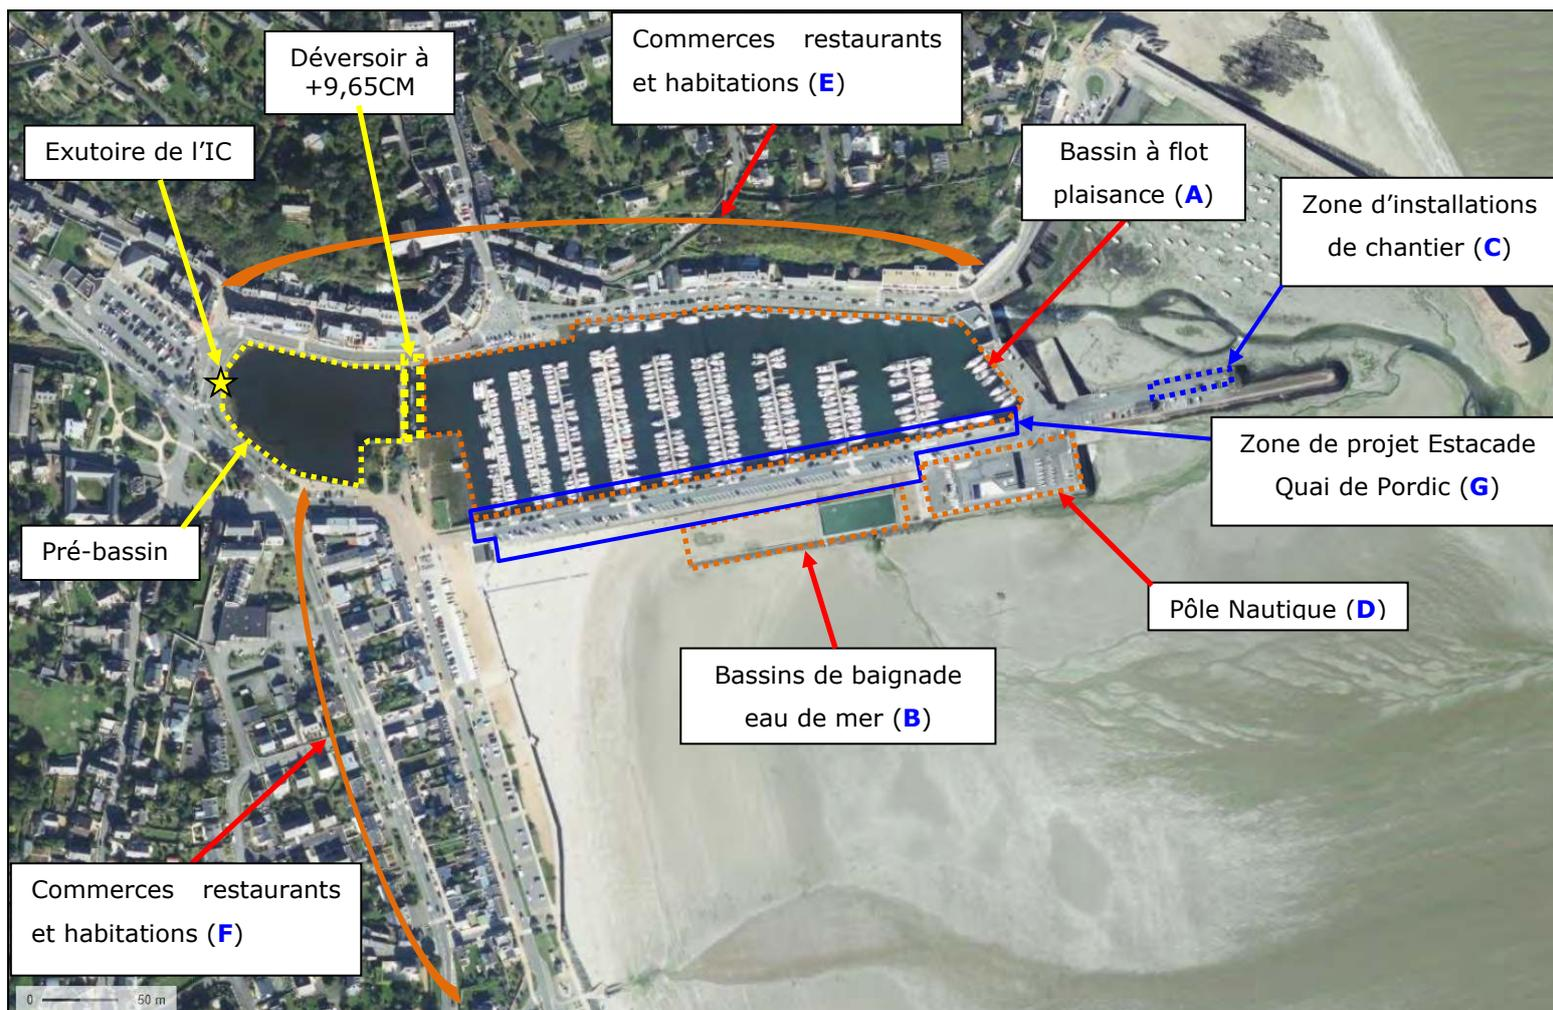 Commerces restaurants
et habitations (E)
Déversoir à
+9,65CM
Exutoire de l'IC
Bassin à flot
plaisance (A)
Zone d'installations
de chantier (C)
Zone de projet Estacade
Quai de Pordic (G)
Pré-bassin
Pôle Nautique (D)
Bassins de baignade
eau de mer (B)
Commerces restaurants
et habitations (F)
0 50 m